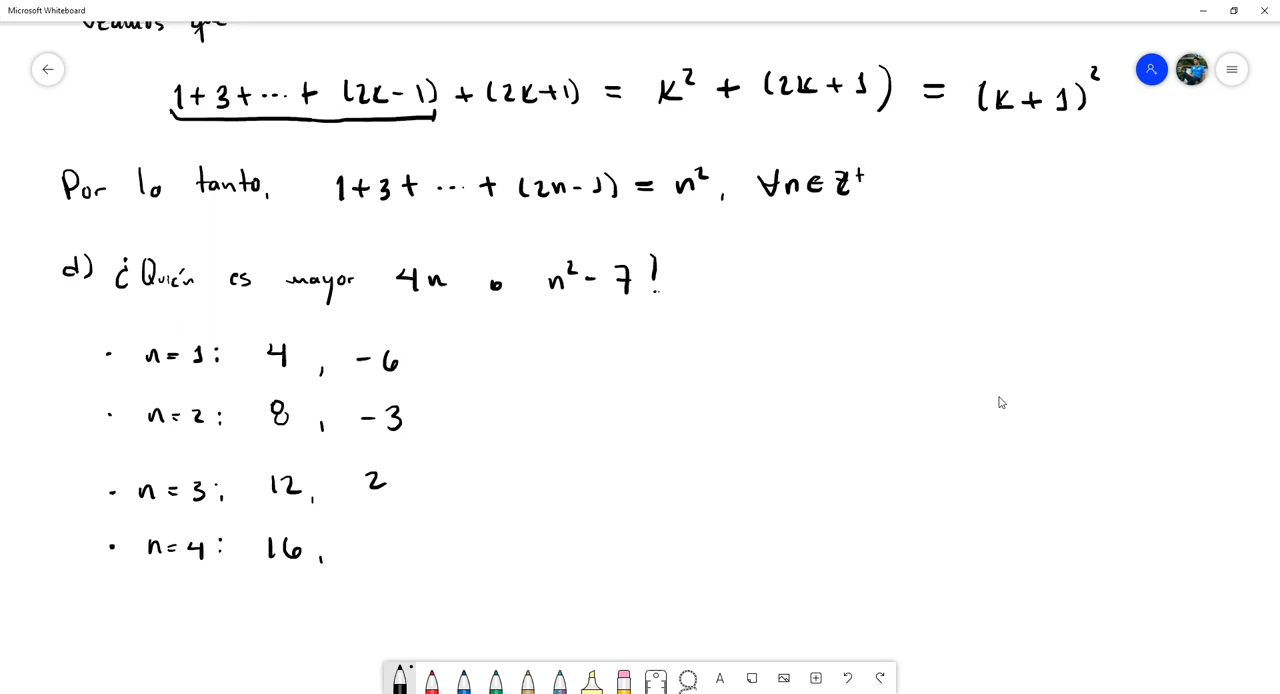 Microsoft Whiteboard
veamos que
1+3+⋯+(2k-1)+(2k+1) = k² + (2k+1) = (k+1)²
Por lo tanto, 1+3+⋯+(2n-1) = n², ∀n∈Z⁺
d) ¿Quién es mayor 4n o n²-7?
· n=1: 4, -6
· n=2: 8, -3
· n=3: 12, 2
· n=4: 16,
A